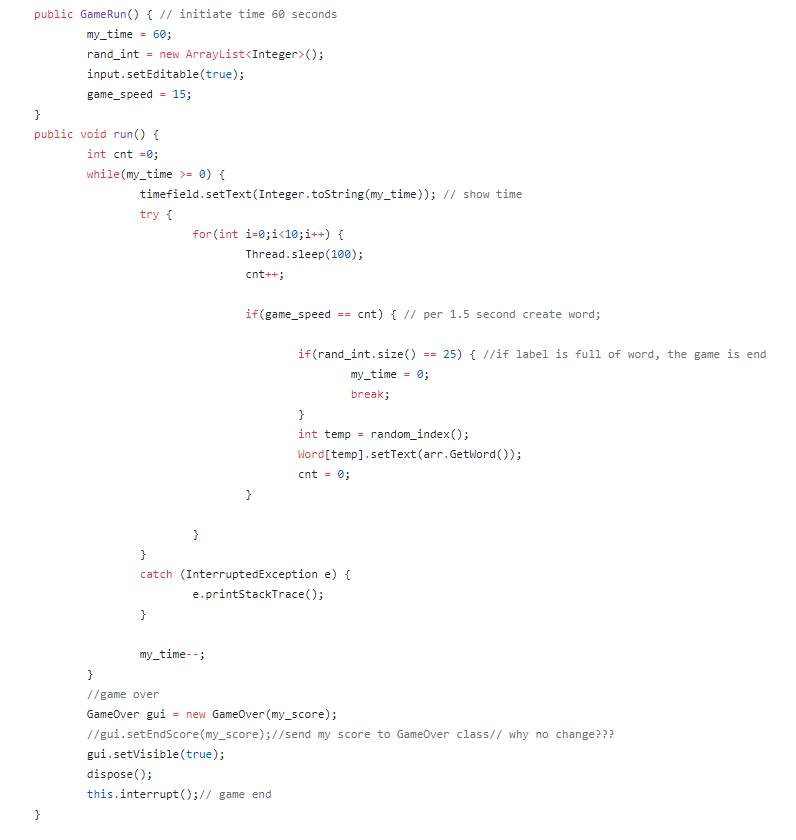 public GameRun() { // initiate time 60 seconds
my_time = 60;
rand_int = new ArrayList<Integer>();
input.setEditable(true);
game_speed = 15;
}
public void run() {
int cnt =0;
while(my_time >= 0) {
timefield.setText(Integer.toString(my_time)); // show time
try {
for(int i=0;i<10;i++) {
Thread.sleep(100);
cnt++;
if(game_speed == cnt) { // per 1.5 second create word;
if(rand_int.size() == 25) { //if label is full of word, the game is end
my_time = 0;
break;
}
int temp = random_index();
Word[temp].setText(arr.GetWord());
cnt = 0;
}
}
}
catch (InterruptedException e) {
e.printStackTrace();
}
my_time--;
}
//game over
GameOver gui = new GameOver(my_score);
//gui.setEndScore(my_score);//send my score to GameOver class// why no change???
gui.setVisible(true);
dispose();
this.interrupt();// game end
}